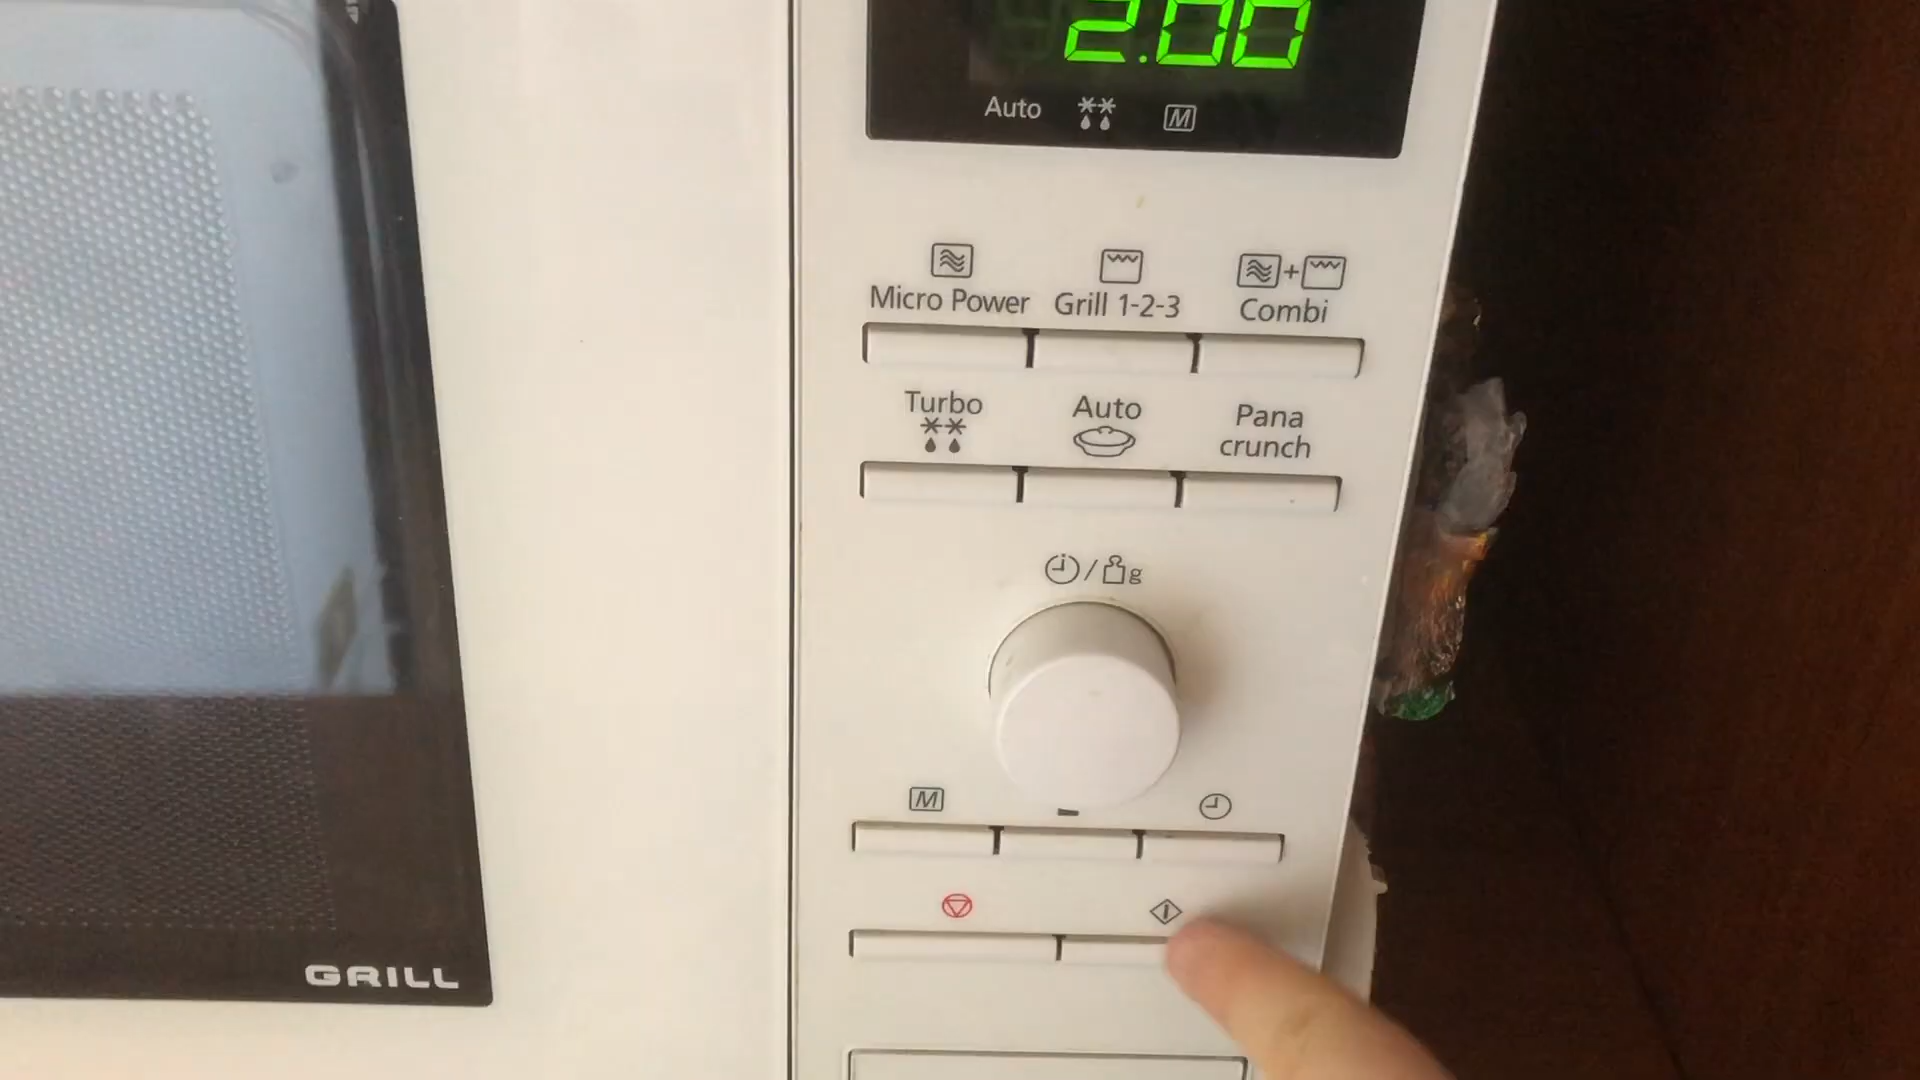 2.00
Auto
Micro Power
Grill 1-2-3
Combi
Turbo
Auto
Pana
crunch
/ g
M
GRILL